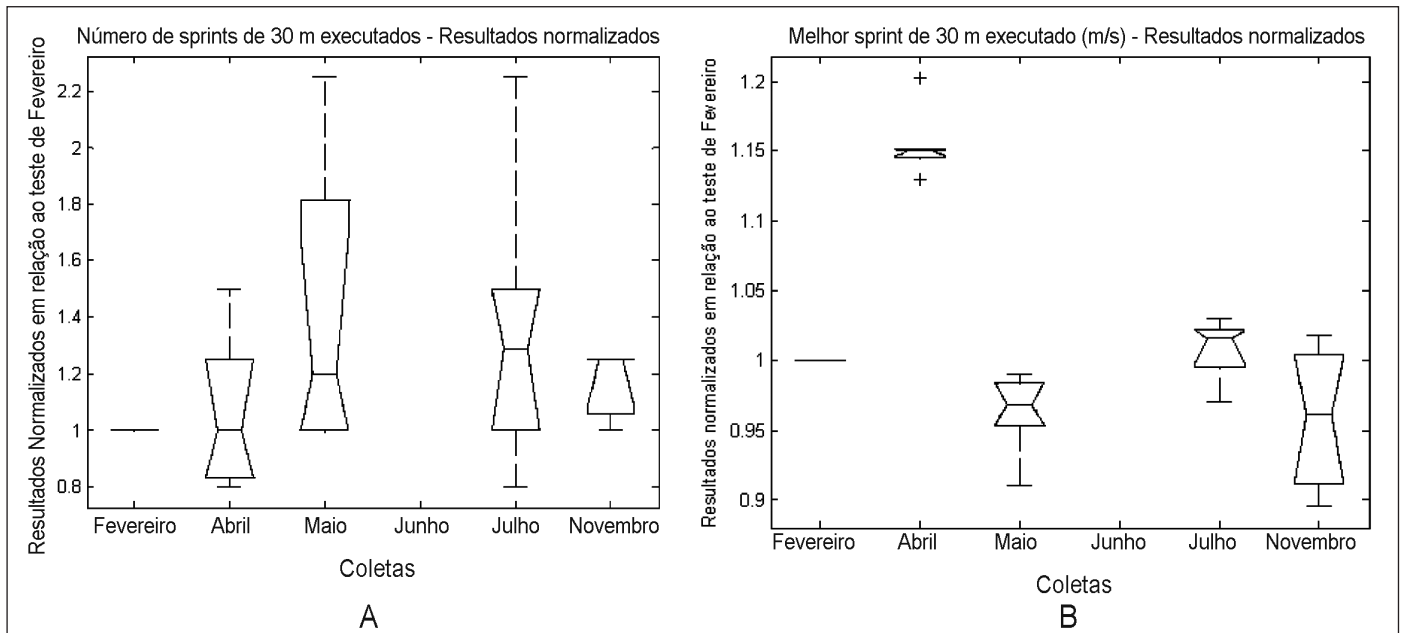 Número de sprints de 30 m executados - Resultados normalizados
Resultados Normalizados em relação ao teste de Fevereiro
2.2
2
1.8
1.6
1.4
1.2
1
0.8
Fevereiro Abril Maio Junho Julho Novembro
Coletas
A
Melhor sprint de 30 m executado (m/s) - Resultados normalizados
Resultados normalizados em relação ao teste de Fevereiro
1.2
1.15
1.1
1.05
1
0.95
0.9
Fevereiro Abril Maio Junho Julho Novembro
Coletas
B